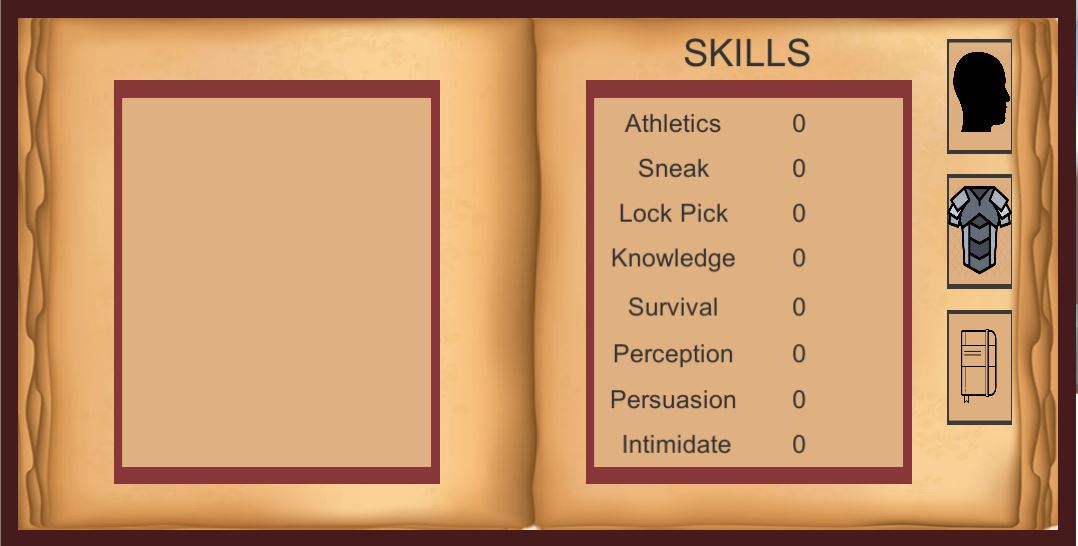 SKILLS
Athletics 0
Sneak 0
Lock Pick 0
Knowledge 0
Survival 0
Perception 0
Persuasion 0
Intimidate 0